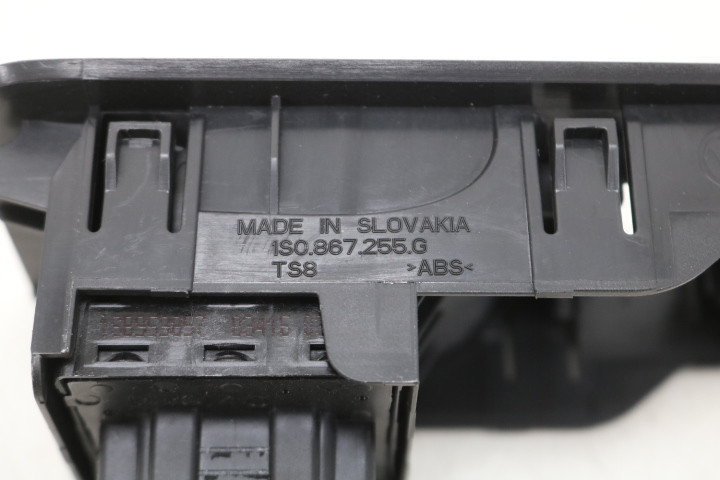 MADE IN SLOVAKIA
1S0.867.255.G
TS8 >ABS<